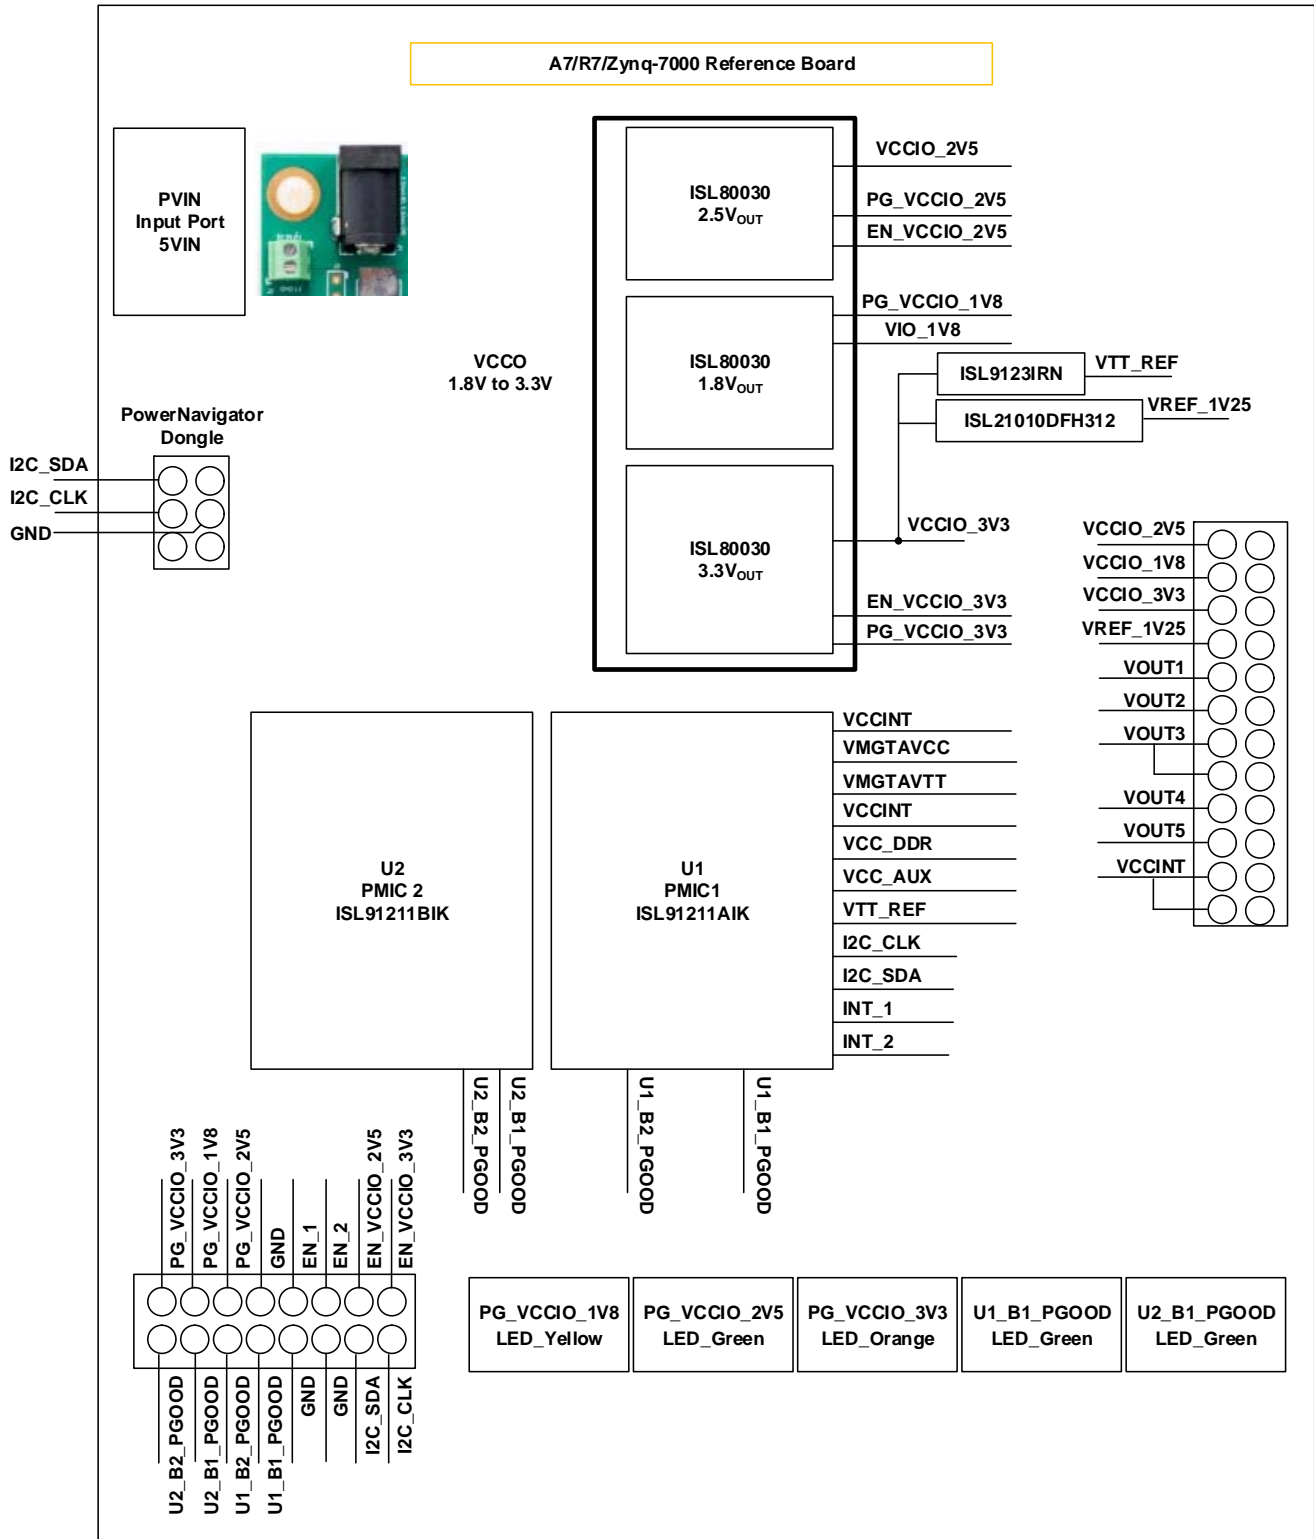 A7/R7/Zynq-7000 Reference Board
PVIN
Input Port
5VIN
ISL80030
2.5VOUT
VCCIO_2V5
PG_VCCIO_2V5
EN_VCCIO_2V5
VCCO
1.8V to 3.3V
ISL80030
1.8VOUT
PG_VCCIO_1V8
VIO_1V8
ISL9123IRN
VTT_REF
ISL21010DFH312
VREF_1V25
PowerNavigator
Dongle
I2C_SDA
I2C_CLK
GND
ISL80030
3.3VOUT
VCCIO_3V3
EN_VCCIO_3V3
PG_VCCIO_3V3
VCCIO_2V5
VCCIO_1V8
VCCIO_3V3
VREF_1V25
VOUT1
VOUT2
VOUT3
VOUT4
VOUT5
VCCINT
U2
PMIC 2
ISL91211BIK
U1
PMIC1
ISL91211AIK
VCCINT
VMGTAVCC
VMGTAVTT
VCCINT
VCC_DDR
VCC_AUX
VTT_REF
I2C_CLK
I2C_SDA
INT_1
INT_2
U2_B2_PGOOD
U2_B1_PGOOD
U1_B2_PGOOD
U1_B1_PGOOD
PG_VCCIO_3V3
PG_VCCIO_1V8
PG_VCCIO_2V5
GND
EN_1
EN_2
EN_VCCIO_2V5
EN_VCCIO_3V3
U2_B2_PGOOD
U2_B1_PGOOD
U1_B2_PGOOD
U1_B1_PGOOD
GND
GND
I2C_SDA
I2C_CLK
PG_VCCIO_1V8
LED_Yellow
PG_VCCIO_2V5
LED_Green
PG_VCCIO_3V3
LED_Orange
U1_B1_PGOOD
LED_Green
U2_B1_PGOOD
LED_Green